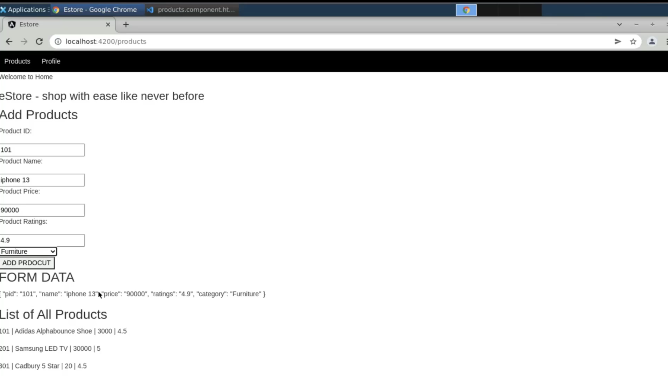 Applications :
Estore - Google Chrome
products.component.ht...
Estore
localhost:4200/products
Products Profile
Welcome to Home
eStore - shop with ease like never before
Add Products
Product ID:
101
Product Name:
iphone 13
Product Price:
90000
Product Ratings:
4.9
Furniture
ADD PRDOCUT
FORM DATA
{ "pid": "101", "name": "iphone 13", "price": "90000", "ratings": "4.9", "category": "Furniture" }
List of All Products
101 | Adidas Alphabounce Shoe | 3000 | 4.5
201 | Samsung LED TV | 30000 | 5
301 | Cadbury 5 Star | 20 | 4.5